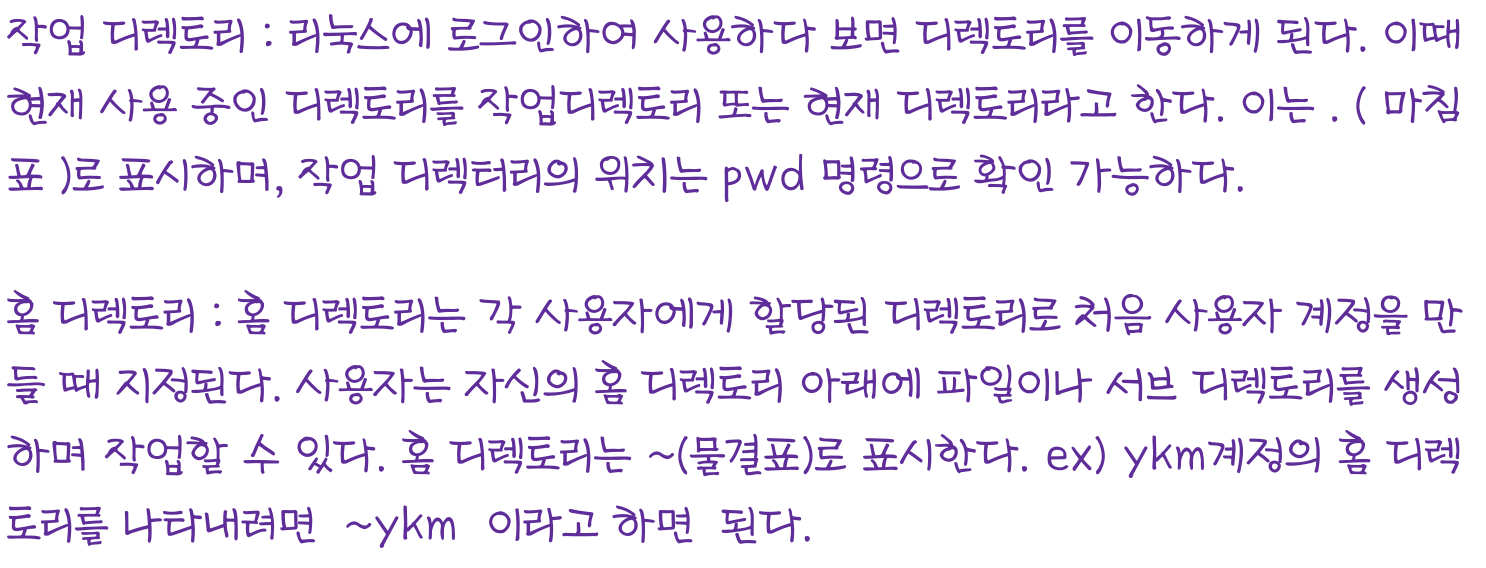 작업 디렉토리 : 리눅스에 로그인하여 사용하다 보면 디렉토리를 이동하게 된다. 이때
현재 사용 중인 디렉토리를 작업디렉토리 또는 현재 디렉토리라고 한다. 이는 . ( 마침
표 )로 표시하며, 작업 디렉터리의 위치는 pwd 명령으로 확인 가능하다.
홈 디렉토리 : 홈 디렉토리는 각 사용자에게 할당된 디렉토리로 처음 사용자 계정을 만
들 때 지정된다. 사용자는 자신의 홈 디렉토리 아래에 파일이나 서브 디렉토리를 생성
하며 작업할 수 있다. 홈 디렉토리는 ~(물결표)로 표시한다. ex) ykm계정의 홈 디렉
토리를 나타내려면 ~ykm 이라고 하면 된다.